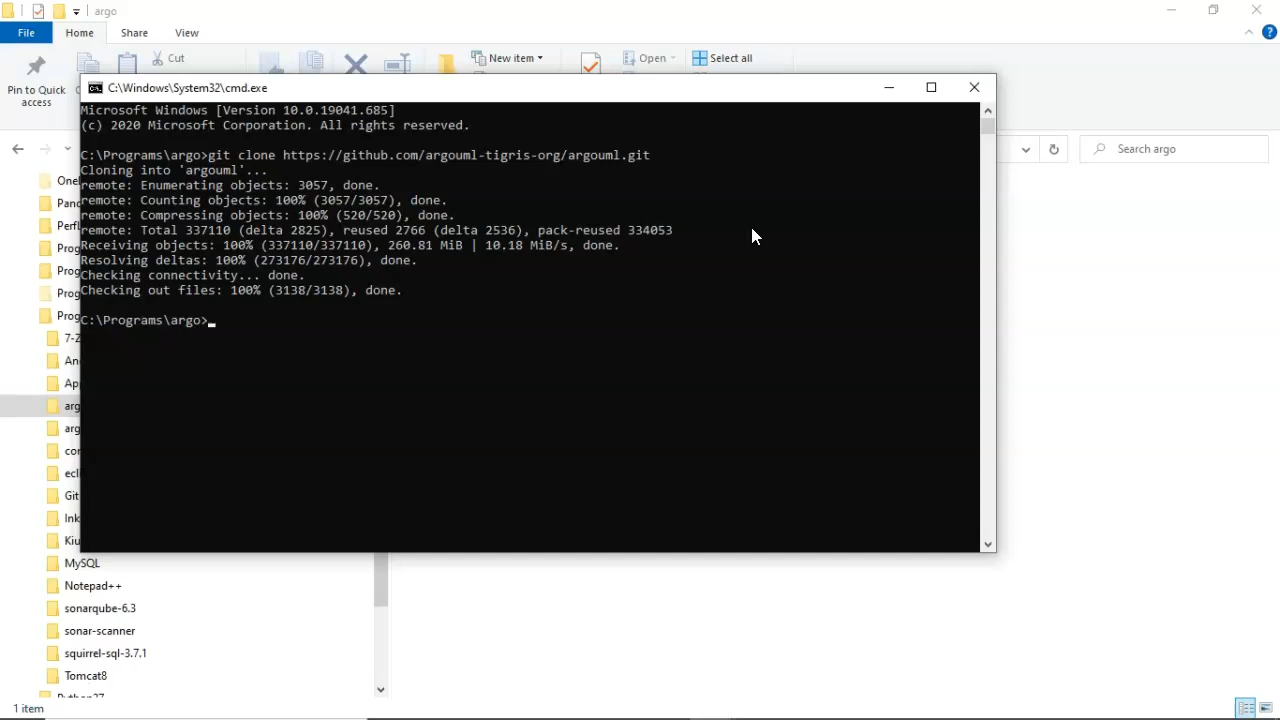 argo
File Home Share View
Cut
New item
Open
Select all
Pin to Quick access
C:\Windows\System32\cmd.exe
Microsoft Windows [Version 10.0.19041.685]
(c) 2020 Microsoft Corporation. All rights reserved.
C:\Programs\argo>git clone https://github.com/argouml-tigris-org/argouml.git
Cloning into 'argouml'...
remote: Enumerating objects: 3057, done.
remote: Counting objects: 100% (3057/3057), done.
remote: Compressing objects: 100% (520/520), done.
remote: Total 337110 (delta 2825), reused 2766 (delta 2536), pack-reused 334053
Receiving objects: 100% (337110/337110), 260.81 MiB | 10.18 MiB/s, done.
Resolving deltas: 100% (273176/273176), done.
Checking connectivity... done.
Checking out files: 100% (3138/3138), done.
C:\Programs\argo>
Search argo
MySQL
Notepad++
sonarqube-6.3
sonar-scanner
squirrel-sql-3.7.1
Tomcat8
1 item